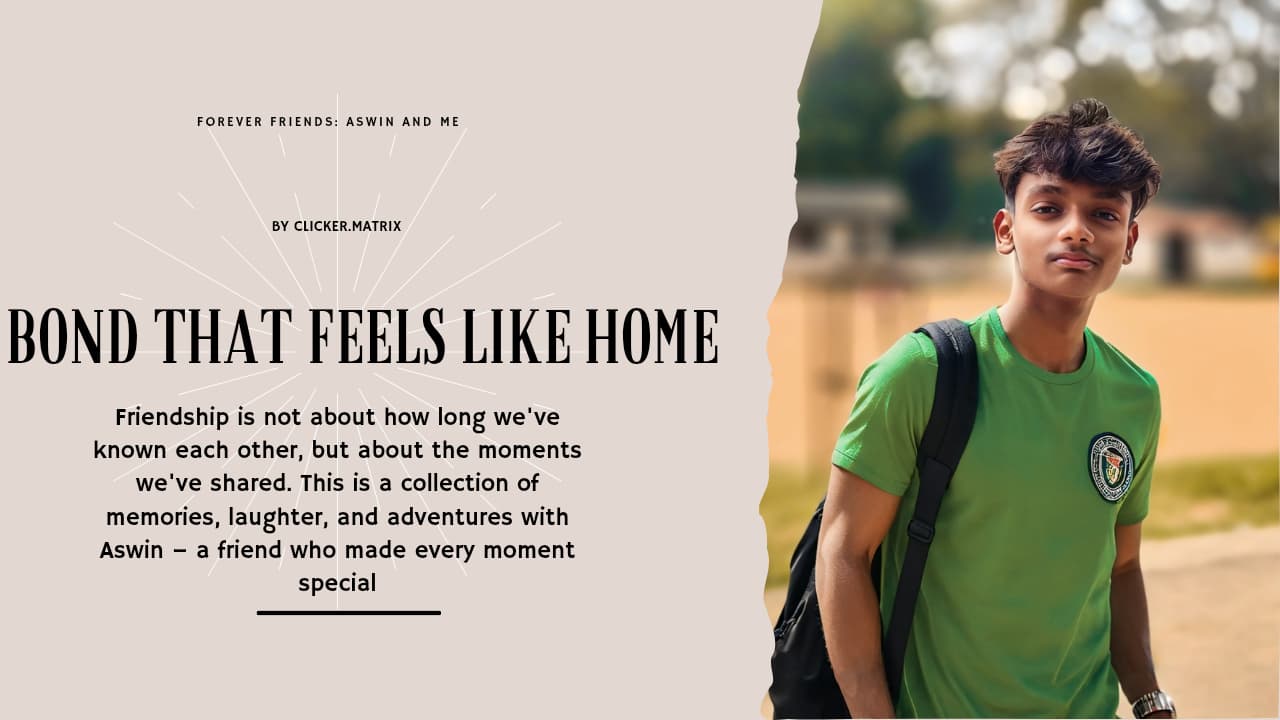 FOREVER FRIENDS: ASWIN AND ME
BY CLICKER.MATRIX
BOND THAT FEELS LIKE HOME
Friendship is not about how long we've
known each other, but about the moments
we've shared. This is a collection of
memories, laughter, and adventures with
Aswin – a friend who made every moment
special